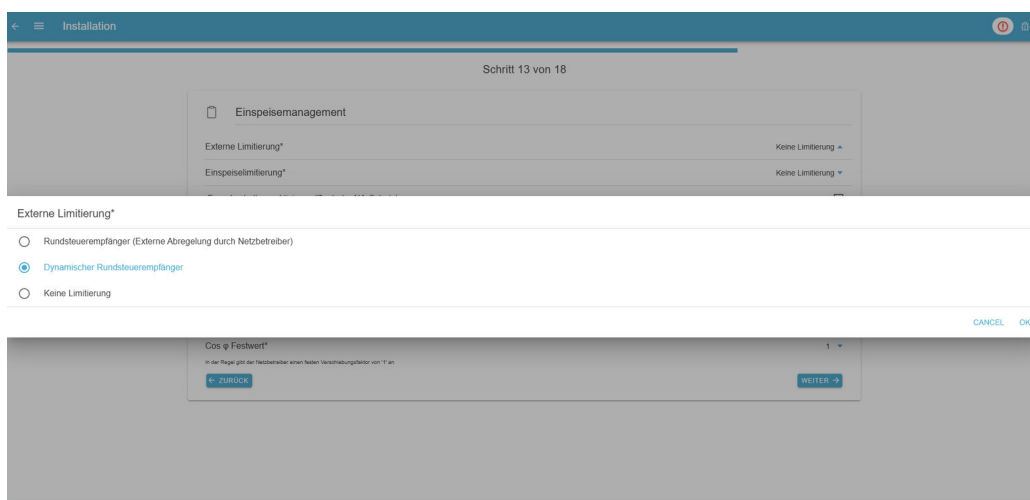 Installation
Schritt 13 von 18
Einspeisemanagement
Externe Limitierung* Keine Limitierung
Einspeiselimitierung* Keine Limitierung
Externe Limitierung*
Rundsteuerempfänger (Externe Abregelung durch Netzbetreiber)
Dynamischer Rundsteuerempfänger
Keine Limitierung
CANCEL OK
Cos φ Festwert* 1
In der Regel gibt der Netzbetreiber einen festen Verschiebungsfaktor von '1' an
← ZURÜCK WEITER →